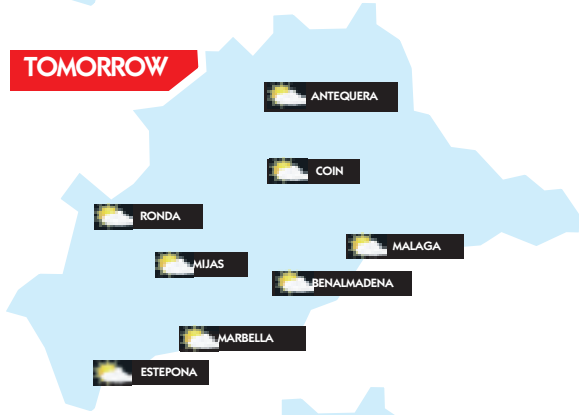 TOMORROW
ANTEQUERA
COIN
RONDA
MALAGA
MIJAS
BENALMADENA
MARBELLA
ESTEPONA